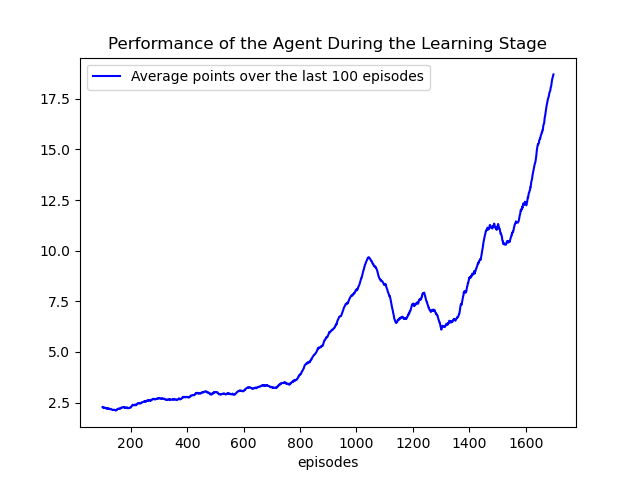 Performance of the Agent During the Learning Stage
Average points over the last 100 episodes
17.5
15.0
12.5
10.0
7.5
5.0
2.5
200 400 600 800 1000 1200 1400 1600
episodes